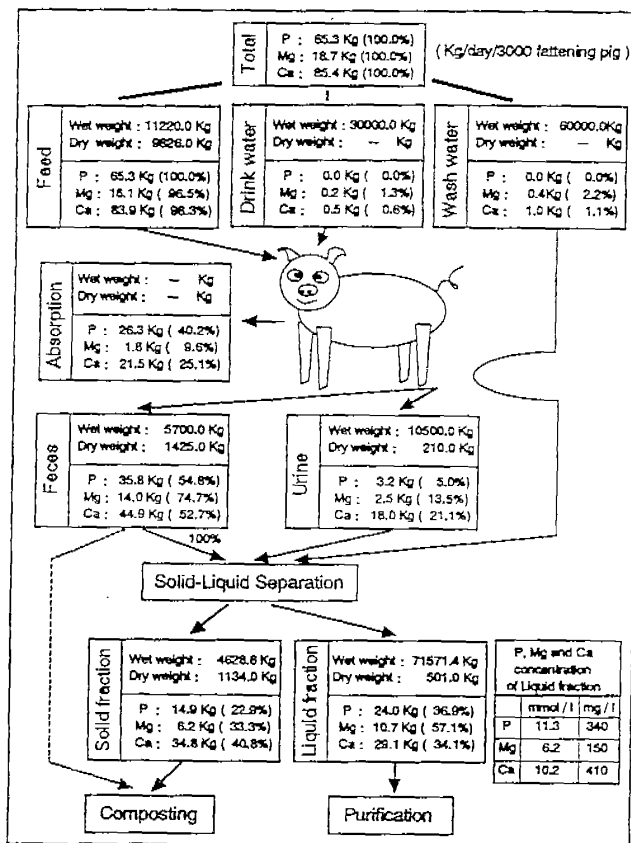 Total
P : 65.3 Kg (100.0%)
Mg : 18.7 Kg (100.0%)
Ca : 85.4 Kg (100.0%)
( Kg/day/3000 fattening pig )
Feed
Wet weight : 11220.0 Kg
Dry weight : 9826.0 Kg
P : 65.3 Kg (100.0%)
Mg : 18.1 Kg ( 96.5%)
Ca : 83.9 Kg ( 98.3%)
Drink water
Wet weight : 30000.0 Kg
Dry weight : – Kg
P : 0.0 Kg ( 0.0%)
Mg : 0.2 Kg ( 1.3%)
Ca : 0.5 Kg ( 0.6%)
Wash water
Wet weight : 60000.0Kg
Dry weight : – Kg
P : 0.0 Kg ( 0.0%)
Mg : 0.4Kg ( 2.2%)
Ca : 1.0 Kg ( 1.1%)
Absorption
Wet weight : – Kg
Dry weight : – Kg
P : 26.3 Kg ( 40.2%)
Mg : 1.8 Kg ( 9.6%)
Ca : 21.5 Kg ( 25.1%)
Feces
Wet weight : 5700.0 Kg
Dry weight : 1425.0 Kg
P : 35.8 Kg ( 54.8%)
Mg : 14.0 Kg ( 74.7%)
Ca : 44.9 Kg ( 52.7%)
Urine
Wet weight : 10500.0 Kg
Dry weight : 210.0 Kg
P : 3.2 Kg ( 5.0%)
Mg : 2.5 Kg ( 13.5%)
Ca : 18.0 Kg ( 21.1%)
100%
Solid-Liquid Separation
Solid fraction
Wet weight : 4628.6 Kg
Dry weight : 1134.0 Kg
P : 14.9 Kg ( 22.9%)
Mg : 6.2 Kg ( 33.3%)
Ca : 34.8 Kg ( 40.8%)
Liquid fraction
Wet weight : 71571.4 Kg
Dry weight : 501.0 Kg
P : 24.0 Kg ( 36.9%)
Mg : 10.7 Kg ( 57.1%)
Ca : 29.1 Kg ( 34.1%)
P, Mg and Ca
concentration
of Liquid fraction
mmol / l mg / l
P 11.3 340
Mg 6.2 150
Ca 10.2 410
Composting
Purification